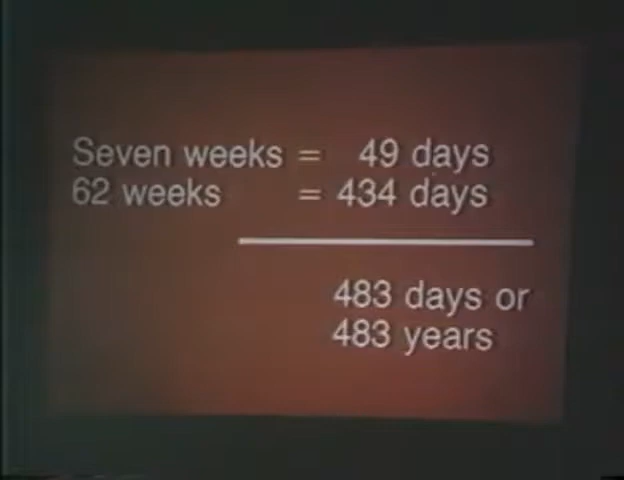 Seven weeks = 49 days
62 weeks = 434 days
483 days or
483 years